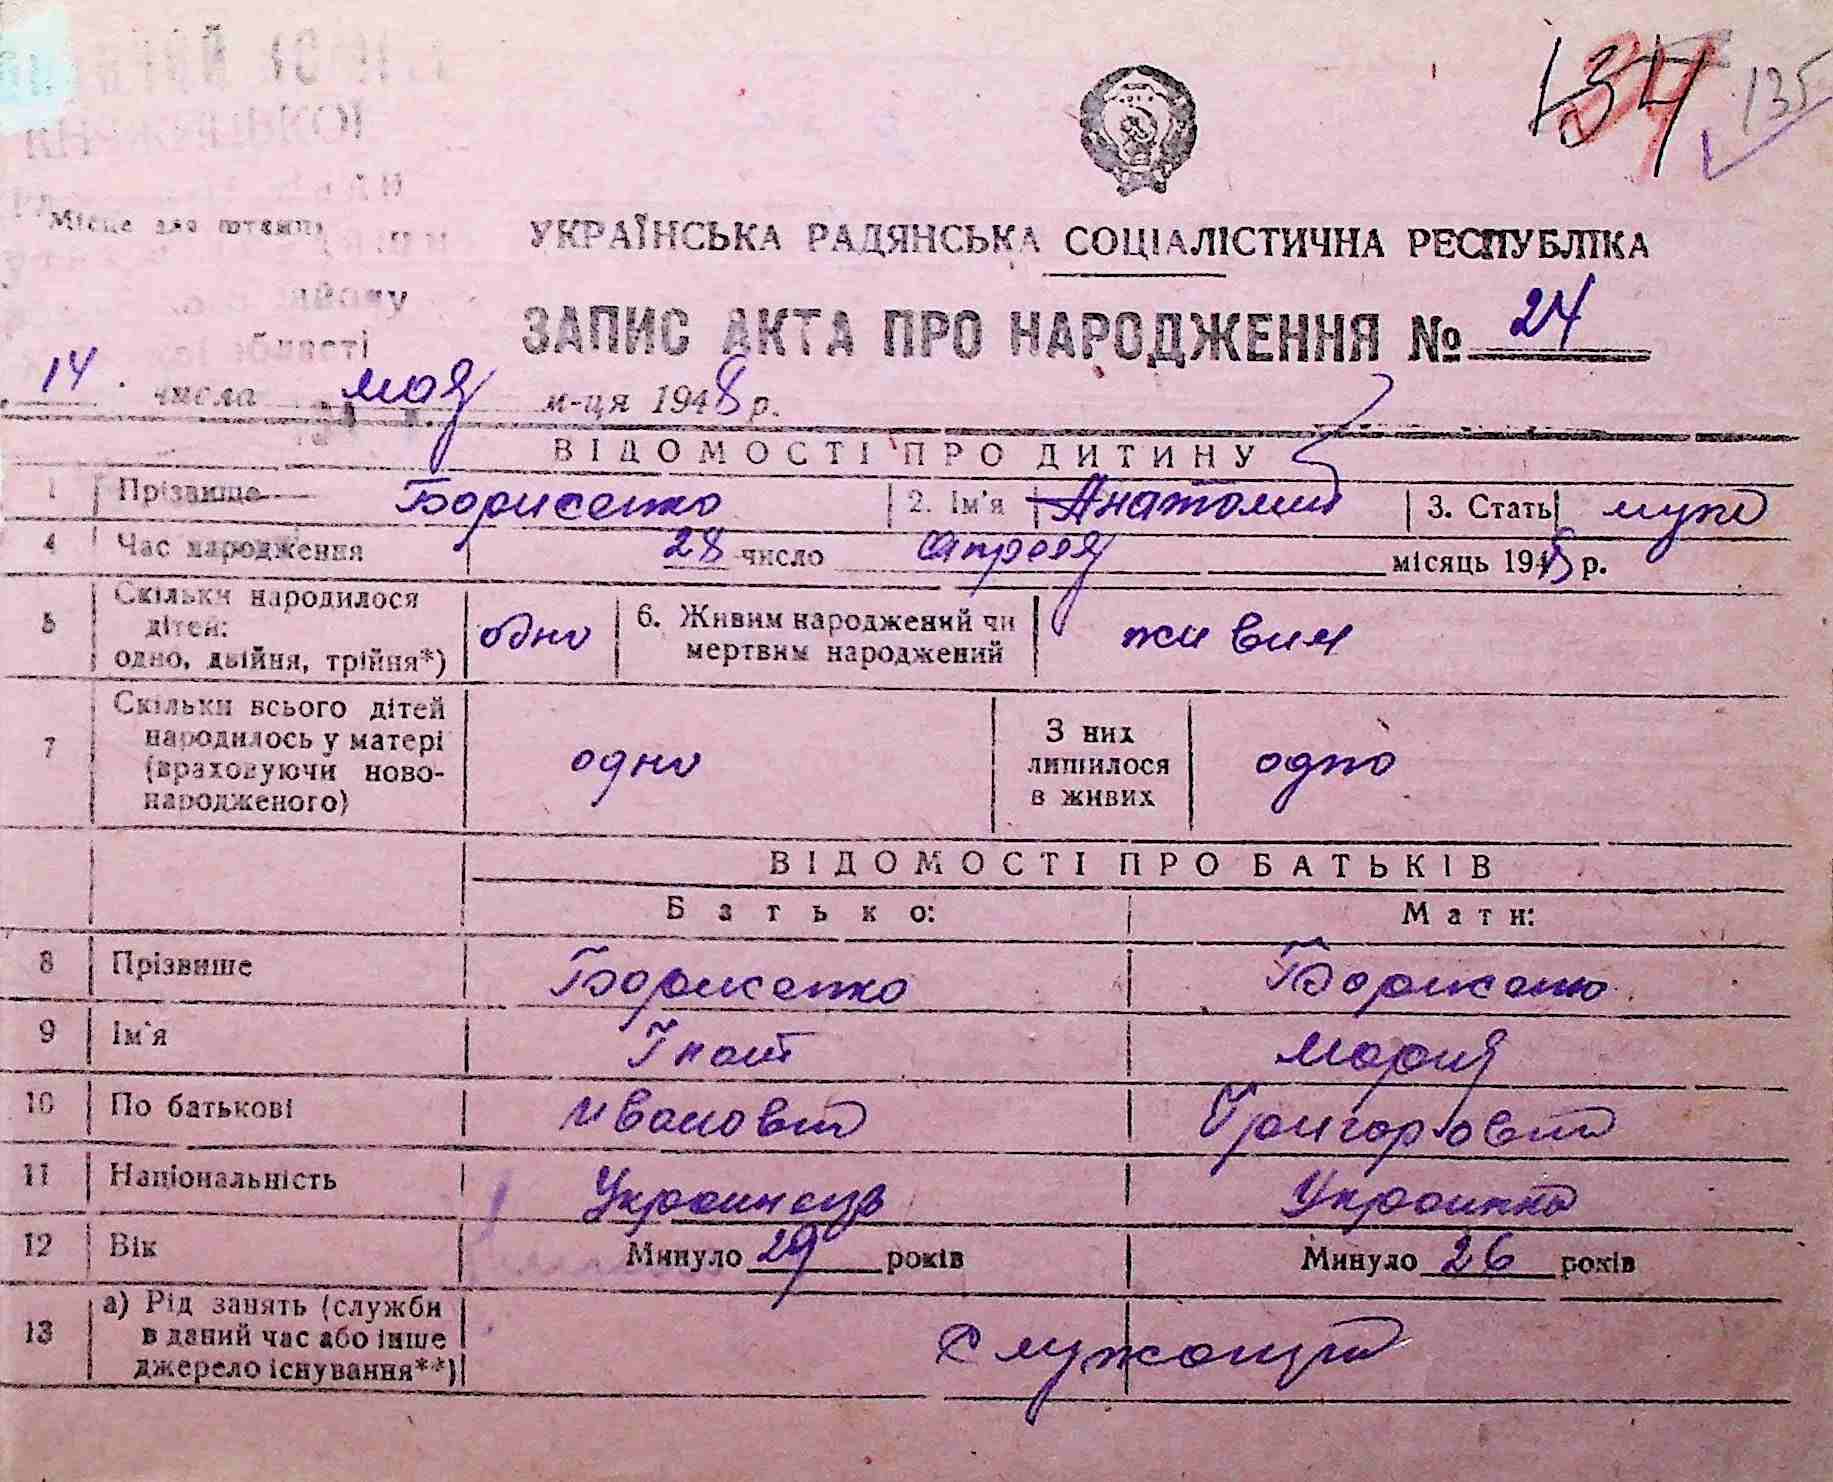 134 135
Місце для штампу
УКРАЇНСЬКА РАДЯНСЬКА СОЦІАЛІСТИЧНА РЕСПУБЛІКА
ЗАПИС АКТА ПРО НАРОДЖЕННЯ № 24
області
14 числа мая м-ця 1948 р.
ВІДОМОСТІ ПРО ДИТИНУ
1 Прізвище Борисенко 2. Ім'я Анатолий 3. Стать муж
4 Час народження 28 число апреля місяць 1948 р.
5 Скільки народилося дітей: одно, двійня, трійня*) одно 6. Живим народжений чи мертвим народжений живим
7 Скільки всього дітей народилось у матері (враховуючи ново-народженого) одно З них лишилося в живих одно
ВІДОМОСТІ ПРО БАТЬКІВ
Батько: Мати:
8 Прізвище Борисенко Борисенко
9 Ім'я Гнат Мария
10 По батькові Иванович
11 Національність Украинець Украинка
12 Вік Минуло 29 років Минуло 26 років
13 а) Рід занять (служби в даний час або інше джерело існування**)